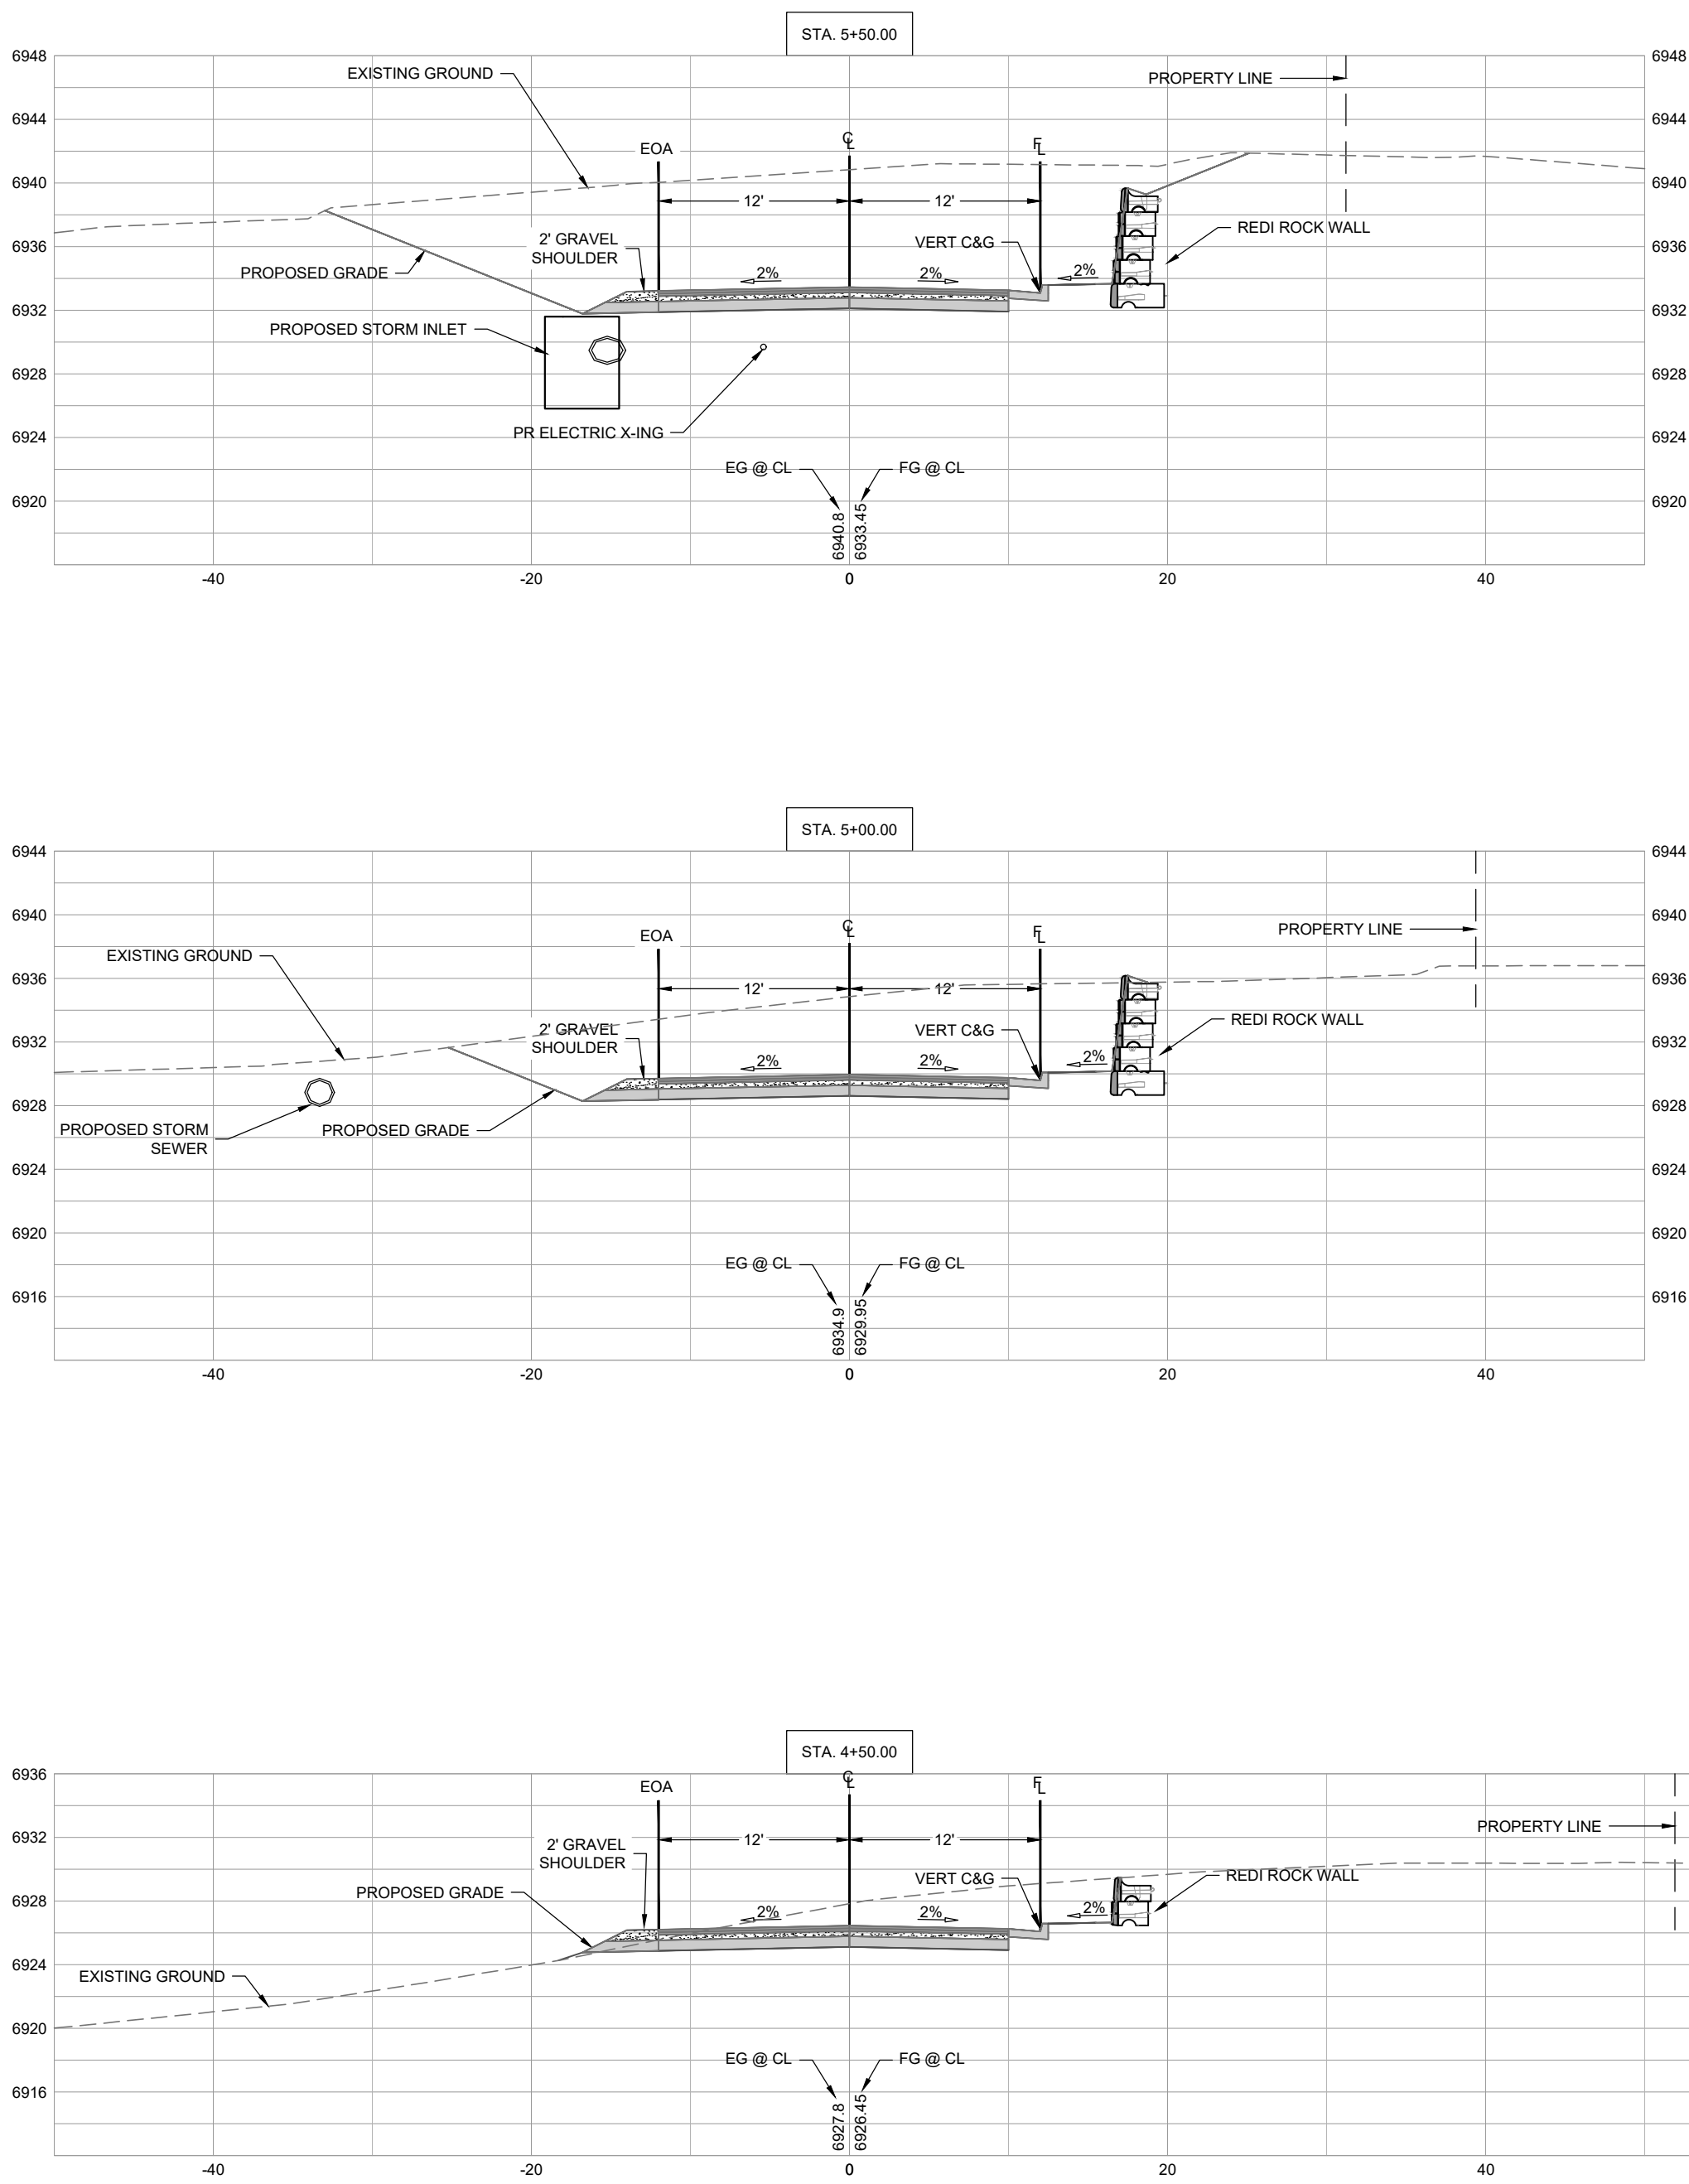 STA. 5+50.00
6948
6948
EXISTING GROUND
PROPERTY LINE
6944
6944
EOA
CL
FL
6940
6940
12'
12'
2' GRAVEL
SHOULDER
VERT C&G
REDI ROCK WALL
6936
6936
PROPOSED GRADE
2%
2%
2%
6932
6932
PROPOSED STORM INLET
6928
6928
PR ELECTRIC X-ING
6924
6924
EG @ CL
FG @ CL
6920
6920
6940.8
6933.45
-40
-20
0
20
40
STA. 5+00.00
6944
6944
6940
6940
PROPERTY LINE
EOA
CL
FL
EXISTING GROUND
6936
6936
12'
12'
2' GRAVEL
SHOULDER
VERT C&G
REDI ROCK WALL
6932
6932
2%
2%
2%
6928
6928
PROPOSED STORM
SEWER
PROPOSED GRADE
6924
6924
6920
6920
EG @ CL
FG @ CL
6916
6916
6934.9
6929.95
-40
-20
0
20
40
STA. 4+50.00
6936
EOA
CL
FL
6932
12'
12'
PROPERTY LINE
2' GRAVEL
SHOULDER
VERT C&G
REDI ROCK WALL
PROPOSED GRADE
6928
2%
2%
2%
6924
EXISTING GROUND
6920
EG @ CL
FG @ CL
6916
6927.8
6926.45
-40
-20
0
20
40